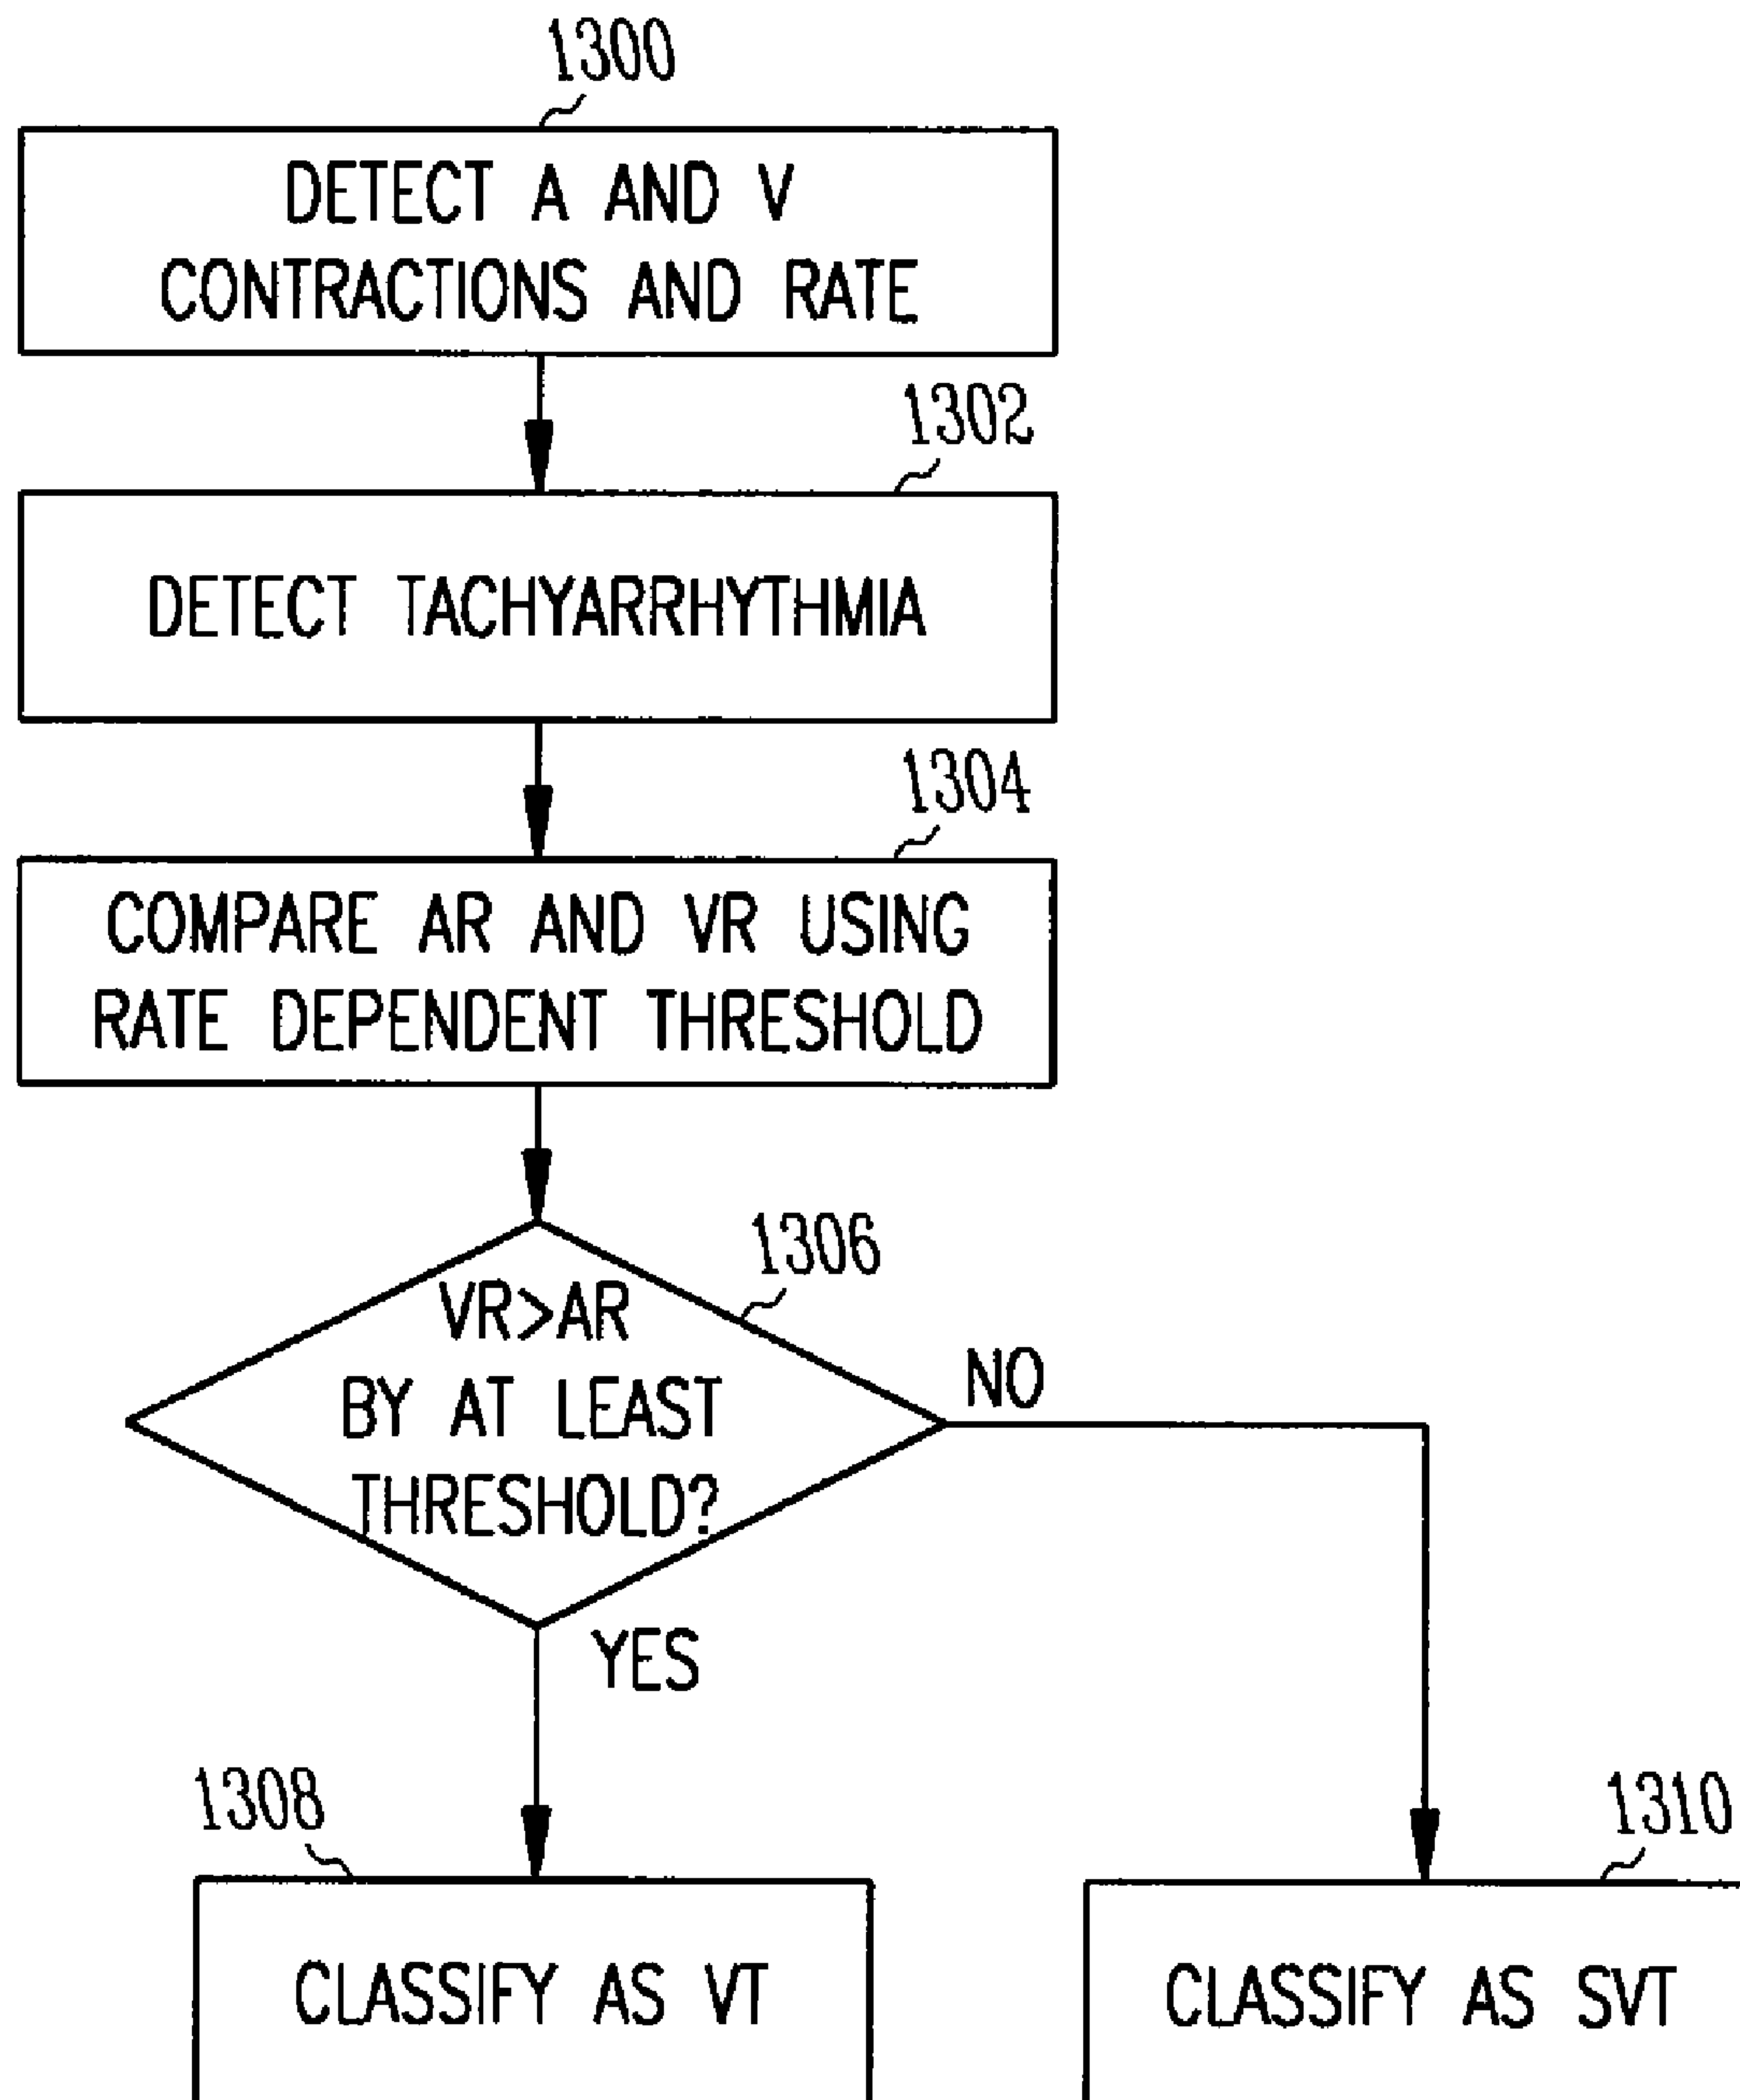 1300
DETECT A AND V
CONTRACTIONS AND RATE
1302
DETECT TACHYARRHYTHMIA
1304
COMPARE AR AND VR USING
RATE DEPENDENT THRESHOLD
1306
VR>AR
BY AT LEAST
THRESHOLD?
NO
YES
1308
CLASSIFY AS VT
1310
CLASSIFY AS SVT